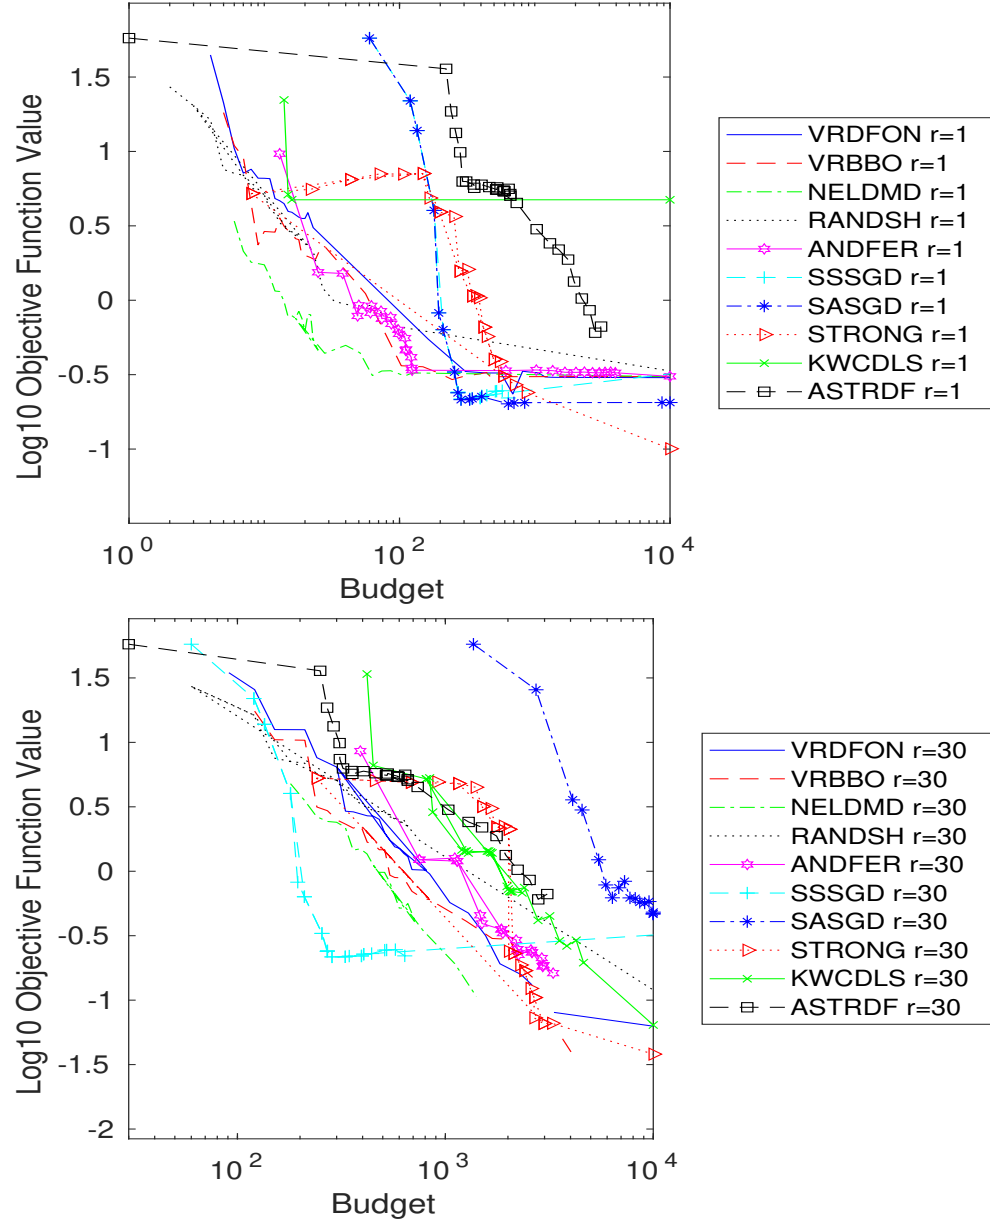 1.5
1
0.5
0
-0.5
-1
Log10 Objective Function Value
10^0
10^2
10^4
Budget
VRDFON r=1
VRBBO r=1
NELDMD r=1
RANDSH r=1
ANDFER r=1
SSSGD r=1
SASGD r=1
STRONG r=1
KWCDLS r=1
ASTRDF r=1
1.5
1
0.5
0
-0.5
-1
-1.5
-2
Log10 Objective Function Value
10^2
10^3
10^4
Budget
VRDFON r=30
VRBBO r=30
NELDMD r=30
RANDSH r=30
ANDFER r=30
SSSGD r=30
SASGD r=30
STRONG r=30
KWCDLS r=30
ASTRDF r=30